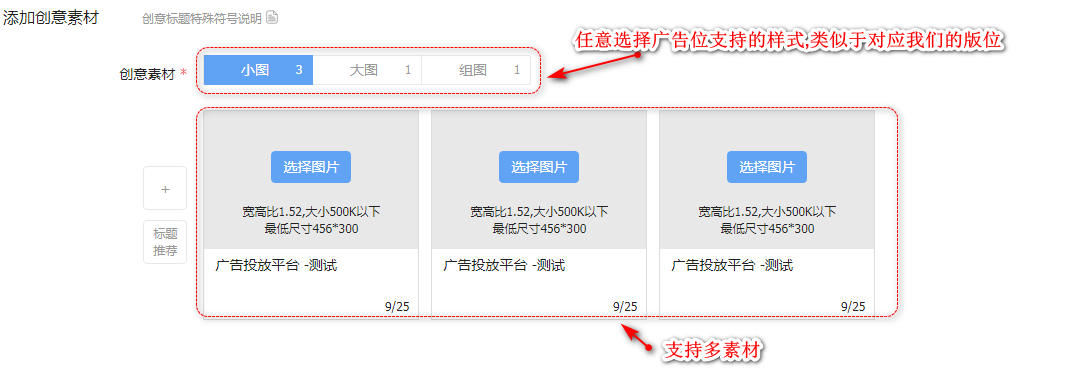 添加创意素材 创意标题特殊符号说明
任意选择广告位支持的样式;类似于对应我们的版位
创意素材 * 小图 3 大图 1 组图 1
选择图片 选择图片 选择图片
+
宽高比1.52,大小500K以下 宽高比1.52,大小500K以下 宽高比1.52,大小500K以下
最低尺寸456*300 最低尺寸456*300 最低尺寸456*300
标题
推荐
广告投放平台 -测试 广告投放平台 -测试 广告投放平台 -测试
9/25 9/25 9/25
支持多素材